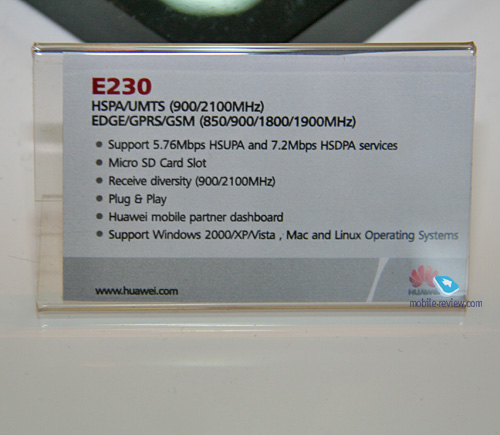 E230
HSPA/UMTS (900/2100MHz)
EDGE/GPRS/GSM (850/900/1800/1900MHz)
• Support 5.76Mbps HSUPA and 7.2Mbps HSDPA services
• Micro SD Card Slot
• Receive diversity (900/2100MHz)
• Plug & Play
• Huawei mobile partner dashboard
• Support Windows 2000/XP/Vista , Mac and Linux Operating Systems
www.huawei.com
HUAWEI
mobile-review.com